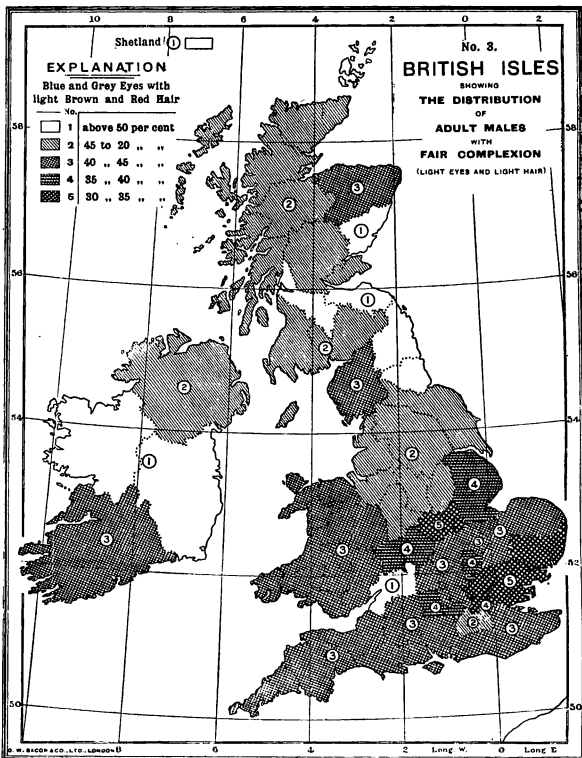 10 8 6 4 2 0 2
Shetland 1
No. 3.
BRITISH ISLES
SHOWING
THE DISTRIBUTION
OF
ADULT MALES
WITH
FAIR COMPLEXION
(LIGHT EYES AND LIGHT HAIR)
EXPLANATION
Blue and Grey Eyes with
light Brown and Red Hair
No.
1 above 50 per cent
2 45 to 20 „ „
3 40 „ 45 „ „
4 35 „ 40 „ „
5 30 „ 35 „ „
58 58
3
2
1
56 56
1
2
3
2
54 54
2
1
4
5
3
3
3
4
3
3
4
52 52
5
1
4
4
3
2
3
3
50 50
G. W. BACON & CO., LTD., LONDON 8 6 4 2 Long W. 0 Long E.